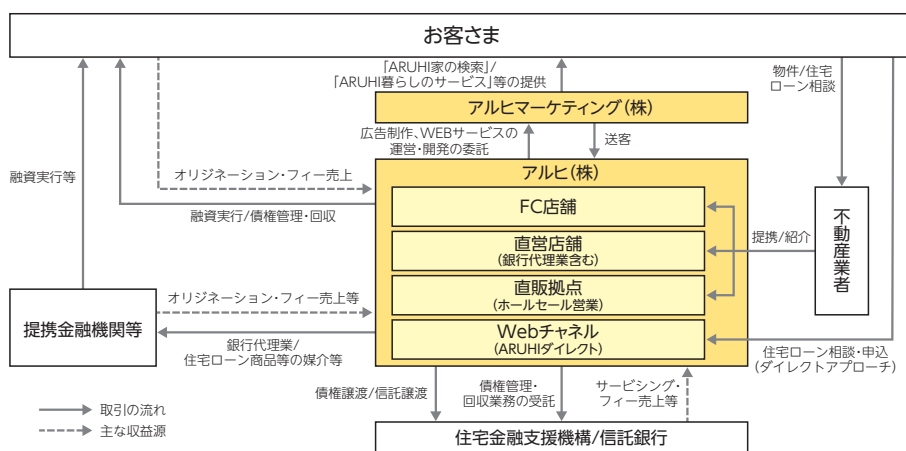 お客さま
「ARUHI家の検索」/
「ARUHI暮らしのサービス」等の提供
物件/住宅
ローン相談
アルヒマーケティング(株)
広告制作、WEBサービスの
運営・開発の委託
送客
融資実行等
オリジネーション・フィー売上
融資実行/債権管理・回収
アルヒ(株)
FC店舗
直営店舗
(銀行代理業含む)
直販拠点
(ホールセール営業)
Webチャネル
(ARUHIダイレクト)
提携/紹介
不動産業者
オリジネーション・フィー売上等
提携金融機関等
銀行代理業/
住宅ローン商品等の媒介等
住宅ローン相談・申込
(ダイレクトアプローチ)
債権譲渡/信託譲渡
債権管理・
回収業務の受託
サービシング・
フィー売上等
取引の流れ
主な収益源
住宅金融支援機構/信託銀行